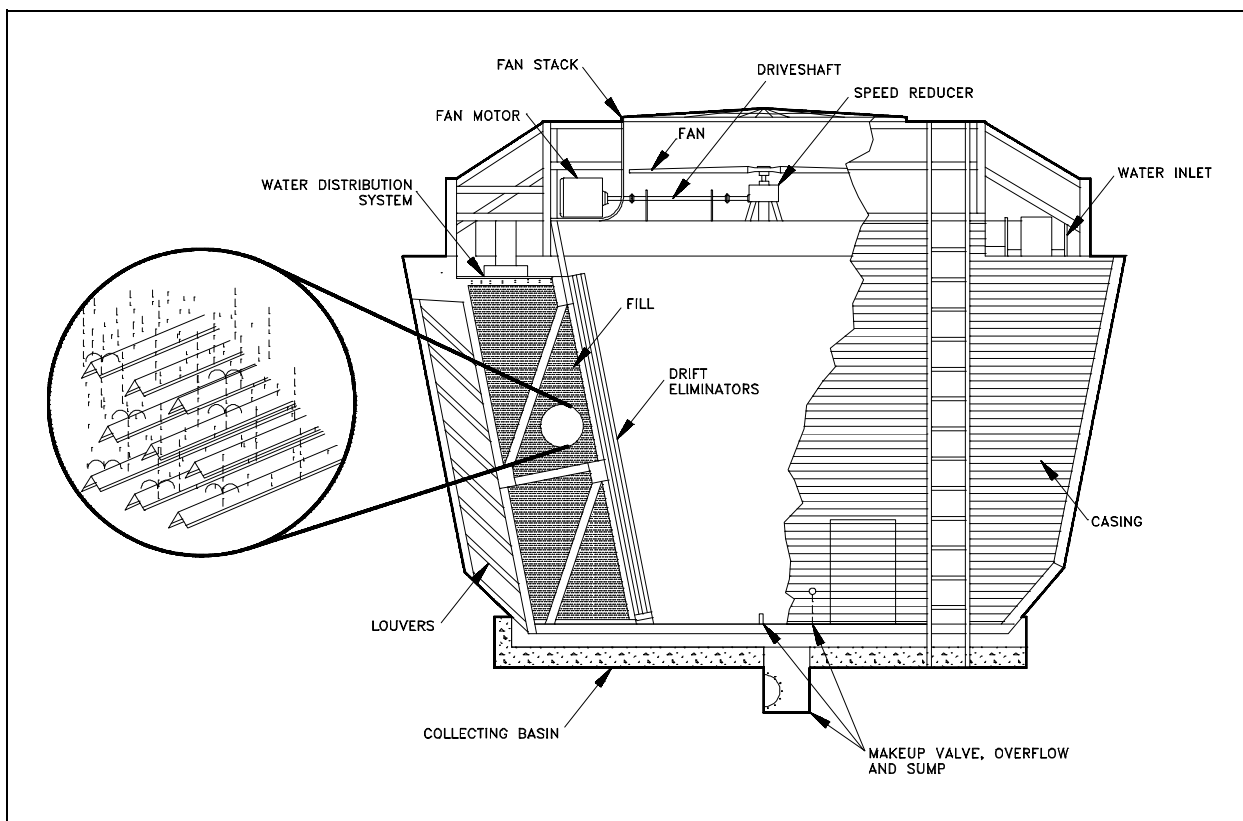 FAN STACK
DRIVESHAFT
SPEED REDUCER
FAN MOTOR
FAN
WATER DISTRIBUTION
SYSTEM
WATER INLET
FILL
DRIFT
ELIMINATORS
CASING
LOUVERS
COLLECTING BASIN
MAKEUP VALVE, OVERFLOW
AND SUMP